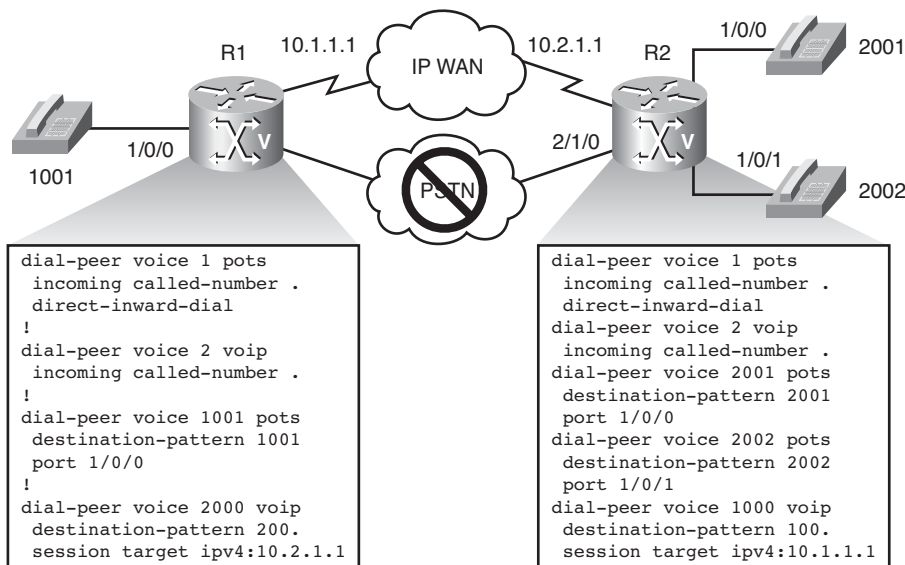 R1
10.1.1.1
IP WAN
10.2.1.1
R2
1/0/0
2001
1001
1/0/0
V
PSTN
2/1/0
V
1/0/1
2002
dial-peer voice 1 pots
incoming called-number .
direct-inward-dial
!
dial-peer voice 2 voip
incoming called-number .
!
dial-peer voice 1001 pots
destination-pattern 1001
port 1/0/0
!
dial-peer voice 2000 voip
destination-pattern 200.
session target ipv4:10.2.1.1
dial-peer voice 1 pots
incoming called-number .
direct-inward-dial
dial-peer voice 2 voip
incoming called-number .
dial-peer voice 2001 pots
destination-pattern 2001
port 1/0/0
dial-peer voice 2002 pots
destination-pattern 2002
port 1/0/1
dial-peer voice 1000 voip
destination-pattern 100.
session target ipv4:10.1.1.1